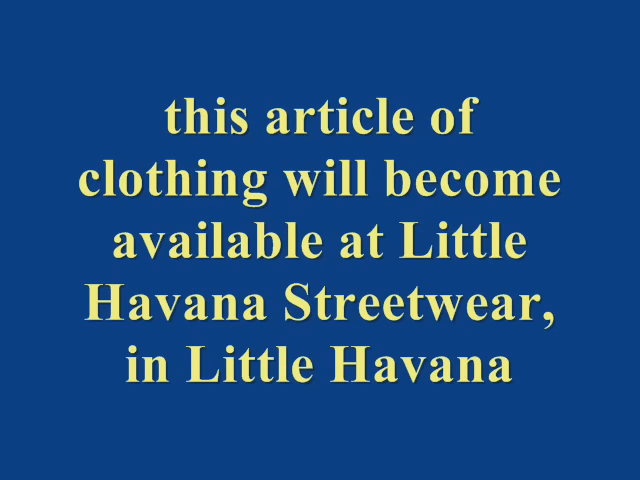 this article of
clothing will become
available at Little
Havana Streetwear,
in Little Havana